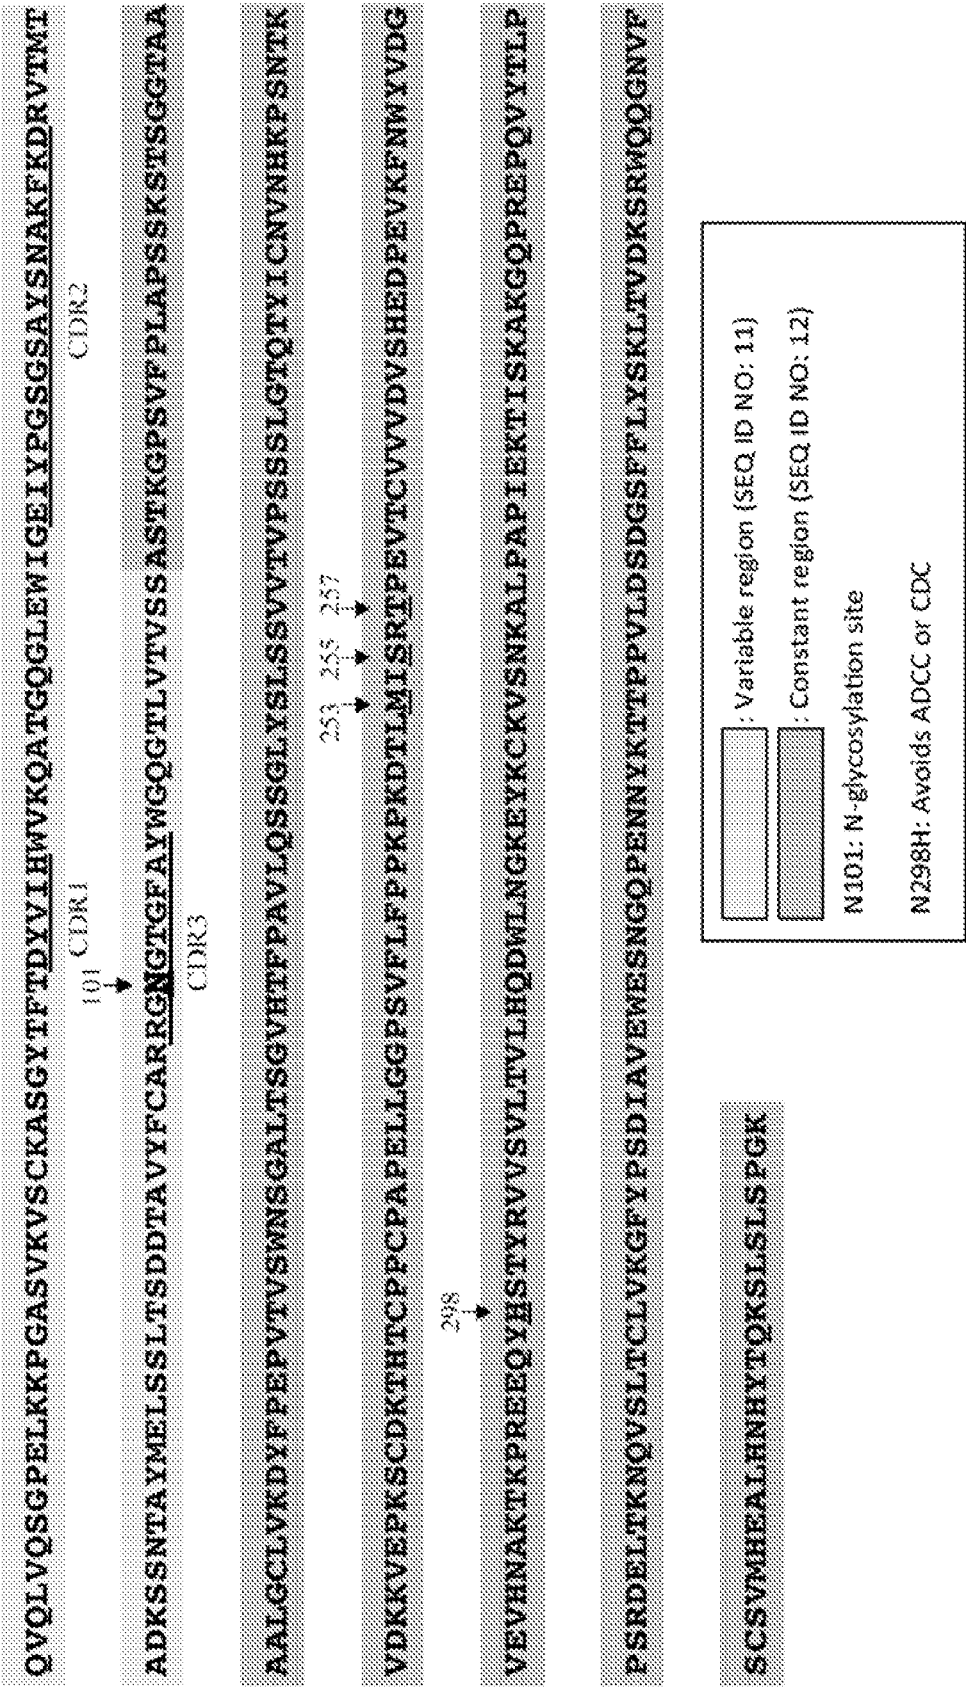 QVQLVQSGPELKKPGASVKVSCKASGYTFTDYVIHWVKQATGQGLEWIGEIYPGSGSAYSNAKFKDRVTMT
CDR1
CDR2
101
ADKSSNTAYMELSSLTSDDTAVYFCARRGNGTGFAYWGQGTLVTVSSASTKGPSVFPLAPSSKSTSGGTAA
CDR3
AALGCLVKDYFPEPVTVSWNSGALTSGVHTFPAVLQSSGLYSLSSVVTVPSSSLGTQTYICNVNHKPSNTK
253 255 257
VDKKVEPKSCDKTHTCPPCPAPELLGGPSVFLFPPKPKDTLMISRTPEVTCVVVDVSHEDPEVKFNWYVDG
298
VEVHNAKTKPREEQYHSTYRVVSVLTVLHQDWLNGKEYKCKVSNKALPAPIEKTISKAKGQPREPQVYTLP
PSRDELTKNQVSLTCLVKGFYPSDIAVEWESNGQPENNYKTTPPVLDSDGSFFLYSKLTVDKSRWQQGNVF
SCSVMHEALHNHYTQKSLSLSPGK
: Variable region (SEQ ID NO: 11)
: Constant region (SEQ ID NO: 12)
N101: N-glycosylation site
N298H: Avoids ADCC or CDC